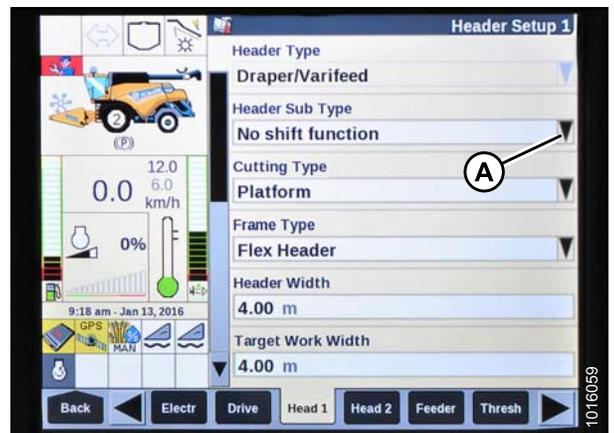 Header Setup 1
Header Type
Draper/Varifeed
Header Sub Type
No shift function
A
Cutting Type
Platform
Frame Type
Flex Header
Header Width
4.00 m
Target Work Width
4.00 m
2
(P)
12.0
0.0
6.0
km/h
0%
9:18 am - Jan 13, 2016
GPS
MAN
Back
Electr
Drive
Head 1
Head 2
Feeder
Thresh
1016059